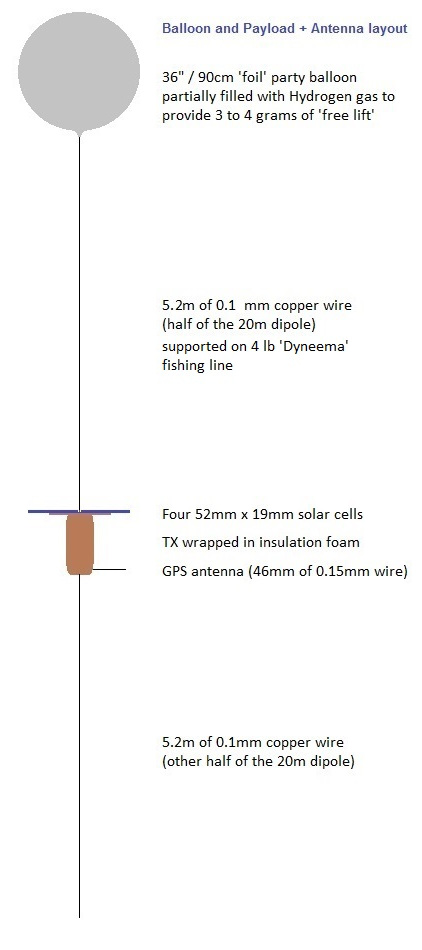 Balloon and Payload + Antenna layout
36" / 90cm 'foil' party balloon
partially filled with Hydrogen gas to
provide 3 to 4 grams of 'free lift'
5.2m of 0.1  mm copper wire
(half of the 20m dipole)
supported on 4 lb 'Dyneema'
fishing line
Four 52mm x 19mm solar cells
TX wrapped in insulation foam
GPS antenna (46mm of 0.15mm wire)
5.2m of 0.1mm copper wire
(other half of the 20m dipole)